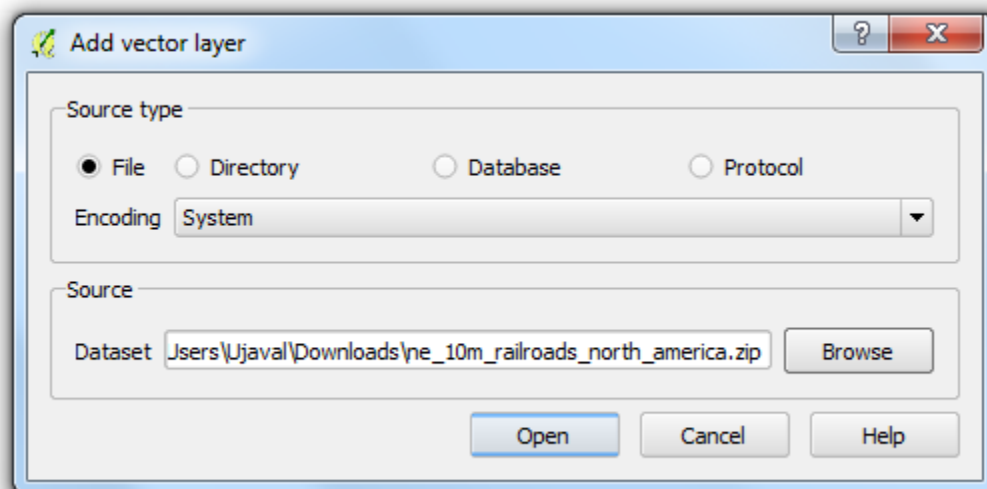 Add vector layer
Source type
File Directory Database Protocol
Encoding System
Source
Dataset Users\Ujaval\Downloads\ne_10m_railroads_north_america.zip Browse
Open Cancel Help